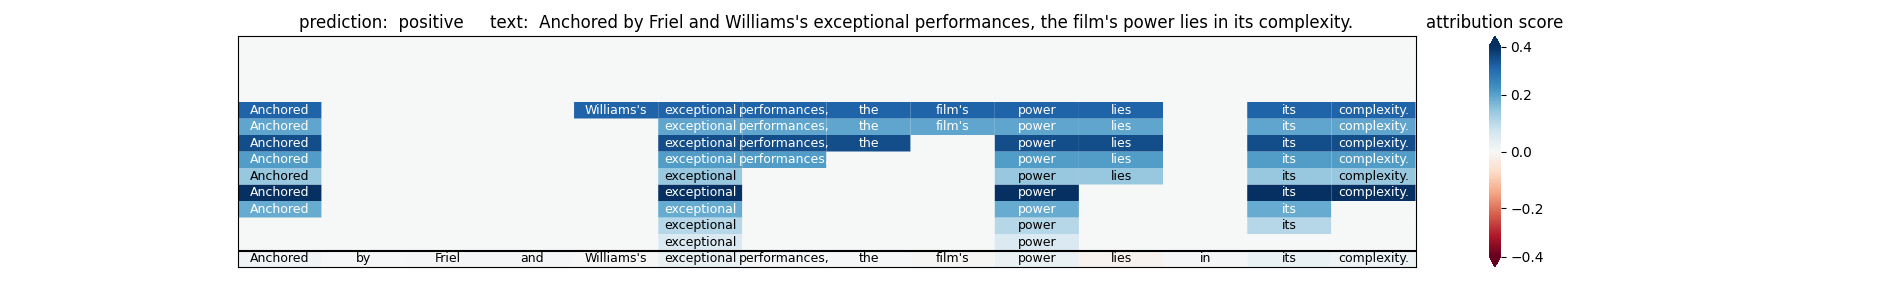 prediction:  positive     text:  Anchored by Friel and Williams's exceptional performances, the film's power lies in its complexity.
attribution score
Anchored Williams's exceptional performances, the film's power lies its complexity.
Anchored exceptional performances, the film's power lies its complexity.
Anchored exceptional performances, the power lies its complexity.
Anchored exceptional performances, power lies its complexity.
Anchored exceptional power lies its complexity.
Anchored exceptional power its complexity.
Anchored exceptional power its
exceptional power its
exceptional power
Anchored by Friel and Williams's exceptional performances, the film's power lies in its complexity.
0.4
0.2
0.0
−0.2
−0.4